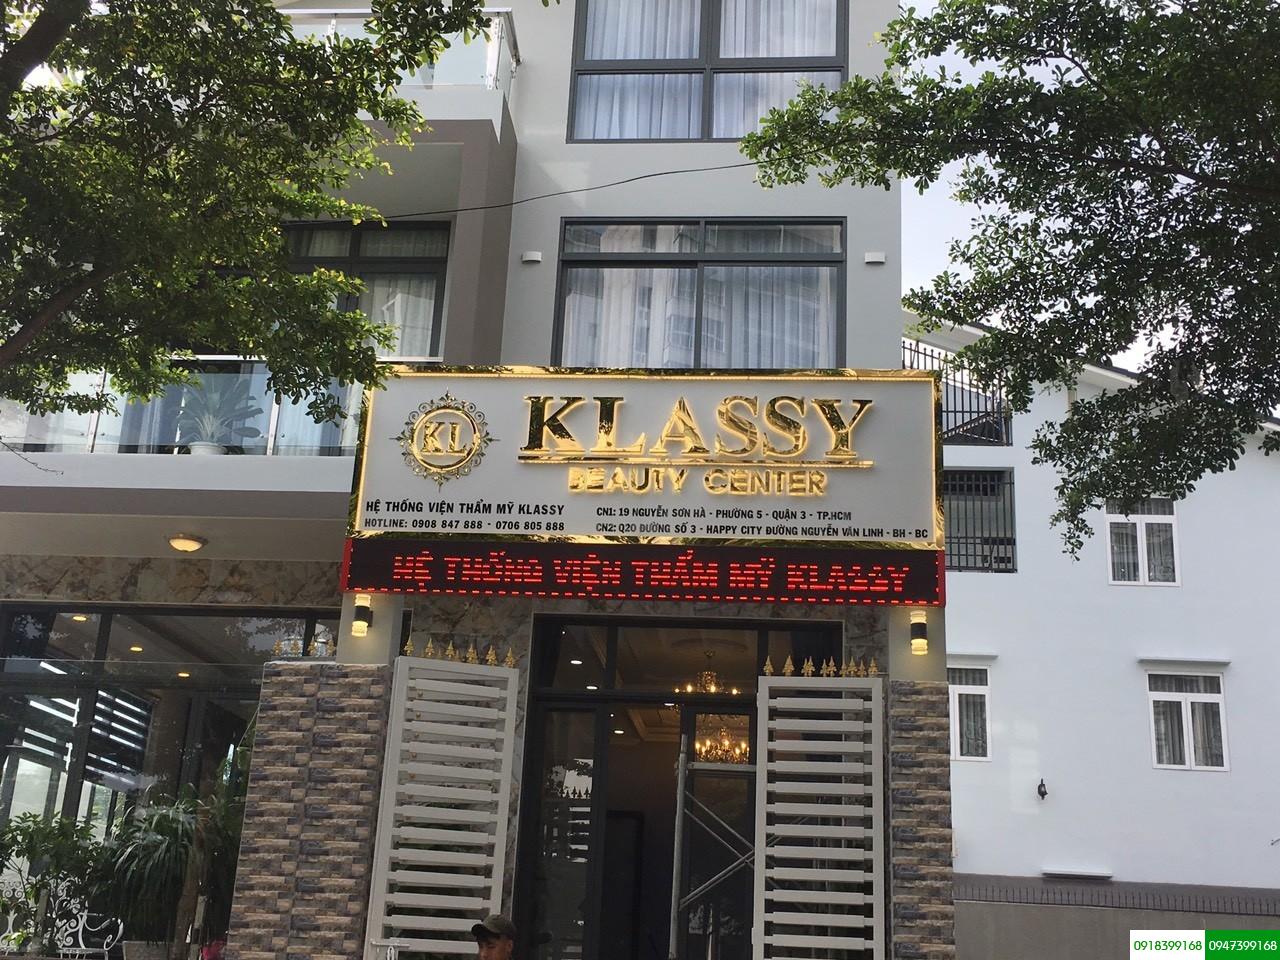 KL
KLASSY
BEAUTY CENTER
HỆ THỐNG VIỆN THẨM MỸ KLASSY
HOTLINE: 0908 847 888 - 0706 805 888
CN1: 19 NGUYỄN SƠN HÀ - PHƯỜNG 5 - QUẬN 3 - TP.HCM
CN2: Q20 ĐƯỜNG SỐ 3 - HAPPY CITY ĐƯỜNG NGUYỄN VĂN LINH - BH - BC
HỆ THỐNG VIỆN THẨM MỸ KLASSY
0918399168 0947399168